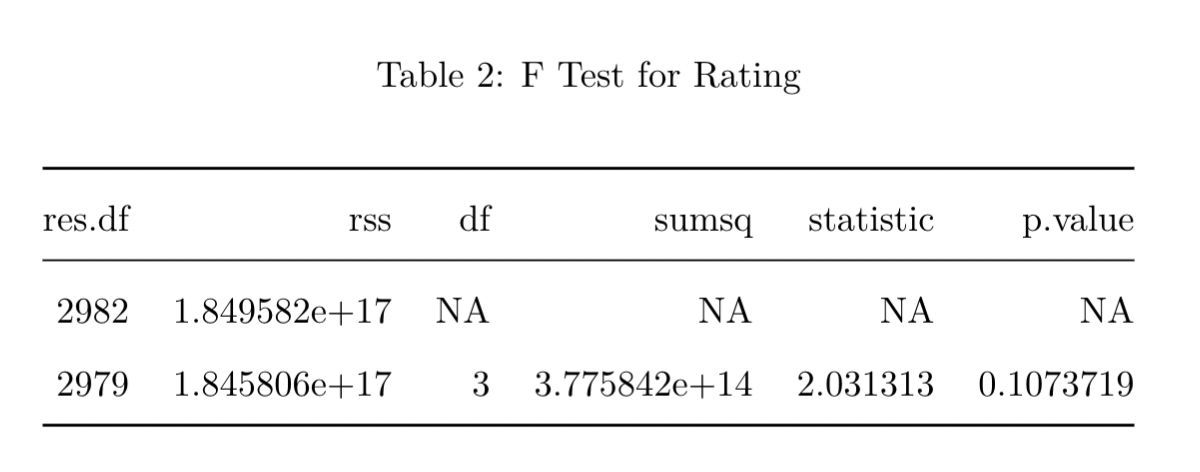 Table 2: F Test for Rating
res.df rss df sumsq statistic p.value
2982 1.849582e+17 NA NA NA NA
2979 1.845806e+17 3 3.775842e+14 2.031313 0.1073719